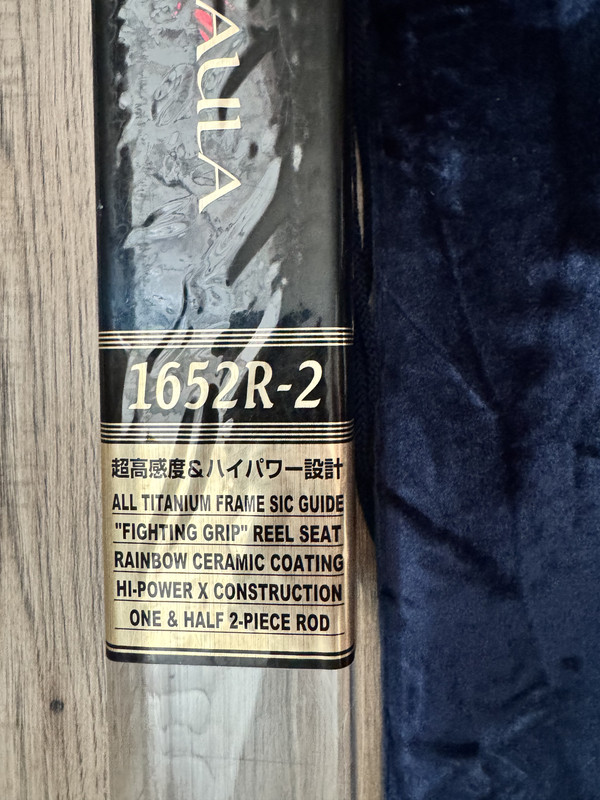 AULA
1652R-2
超高感度&ハイパワー設計
ALL TITANIUM FRAME SIC GUIDE
"FIGHTING GRIP" REEL SEAT
RAINBOW CERAMIC COATING
HI-POWER X CONSTRUCTION
ONE & HALF 2-PIECE ROD